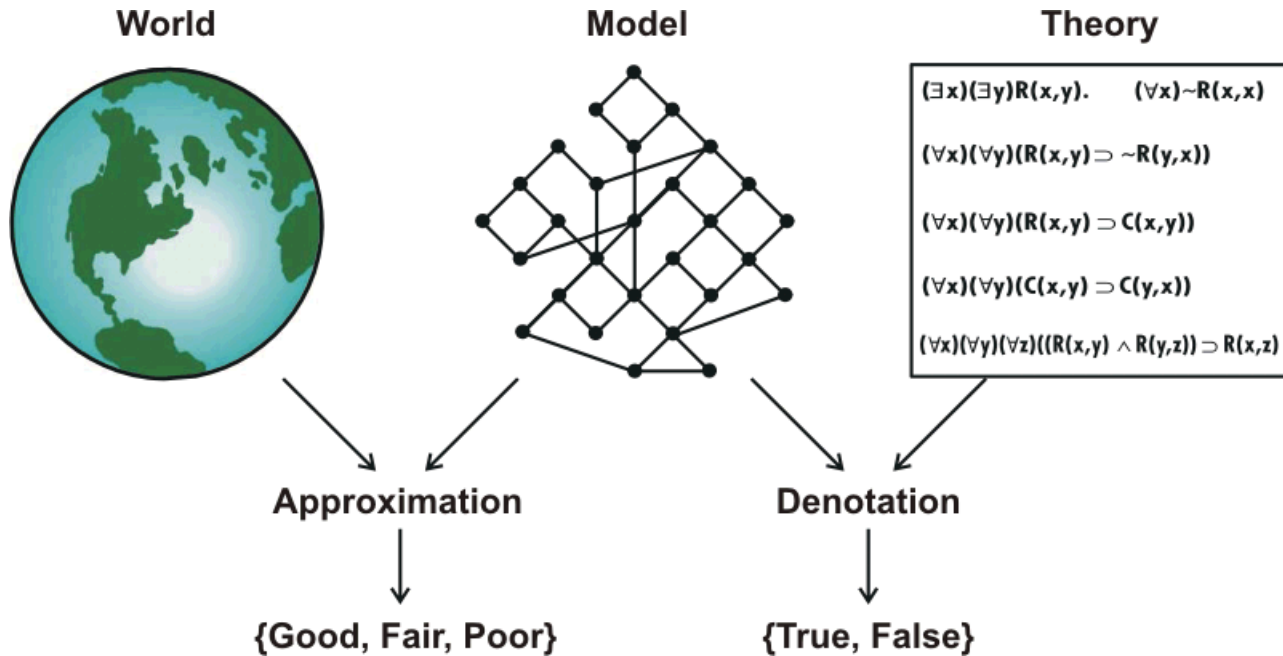 World Model Theory
(∃x)(∃y)R(x,y). (∀x)~R(x,x)
(∀x)(∀y)(R(x,y)⊃ ~R(y,x))
(∀x)(∀y)(R(x,y) ⊃ C(x,y))
(∀x)(∀y)(C(x,y) ⊃ C(y,x))
(∀x)(∀y)(∀z)((R(x,y) ∧ R(y,z)) ⊃ R(x,z)
Approximation Denotation
{Good, Fair, Poor} {True, False}